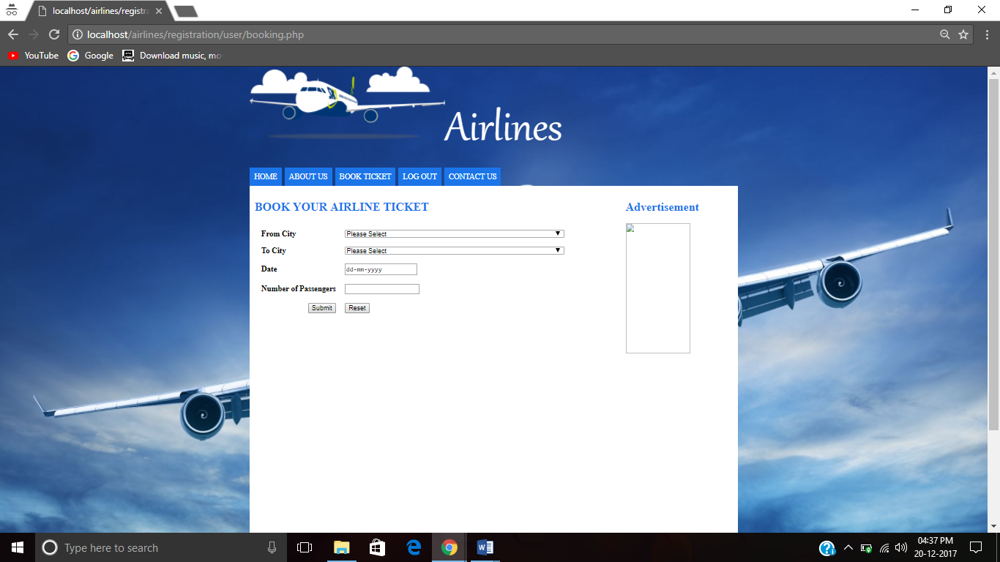 localhost/airlines/registra
localhost/airlines/registration/user/booking.php
YouTube Google Download music, mo
Airlines
HOME ABOUT US BOOK TICKET LOG OUT CONTACT US
BOOK YOUR AIRLINE TICKET
Advertisement
From City Please Select
To City Please Select
Date dd-mm-yyyy
Number of Passengers
Submit Reset
Type here to search
04:37 PM
20-12-2017